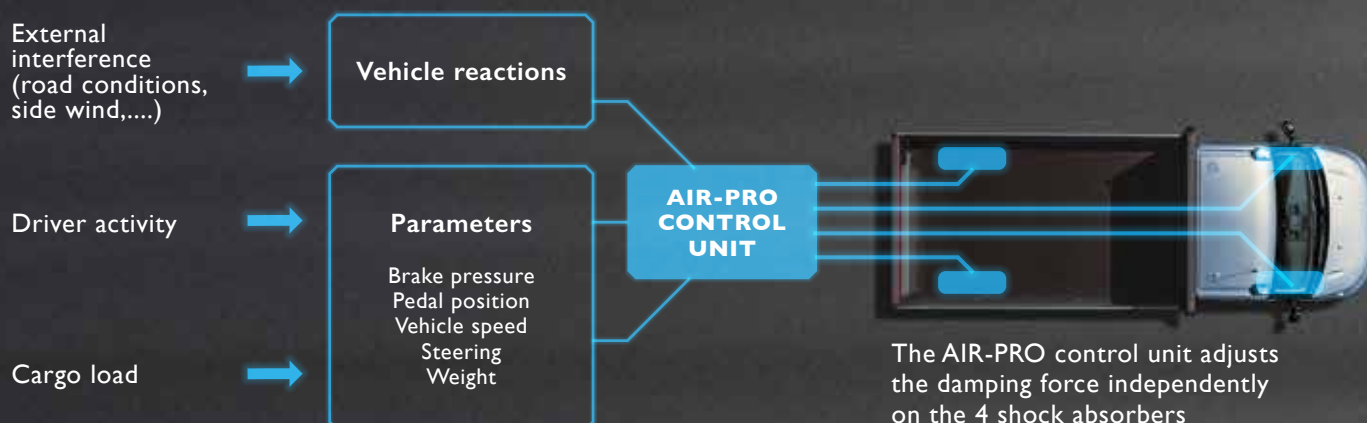 External
interference
(road conditions,
side wind,....)
Vehicle reactions
Driver activity
Cargo load
Parameters
Brake pressure
Pedal position
Vehicle speed
Steering
Weight
AIR-PRO
CONTROL
UNIT
The AIR-PRO control unit adjusts
the damping force independently
on the 4 shock absorbers